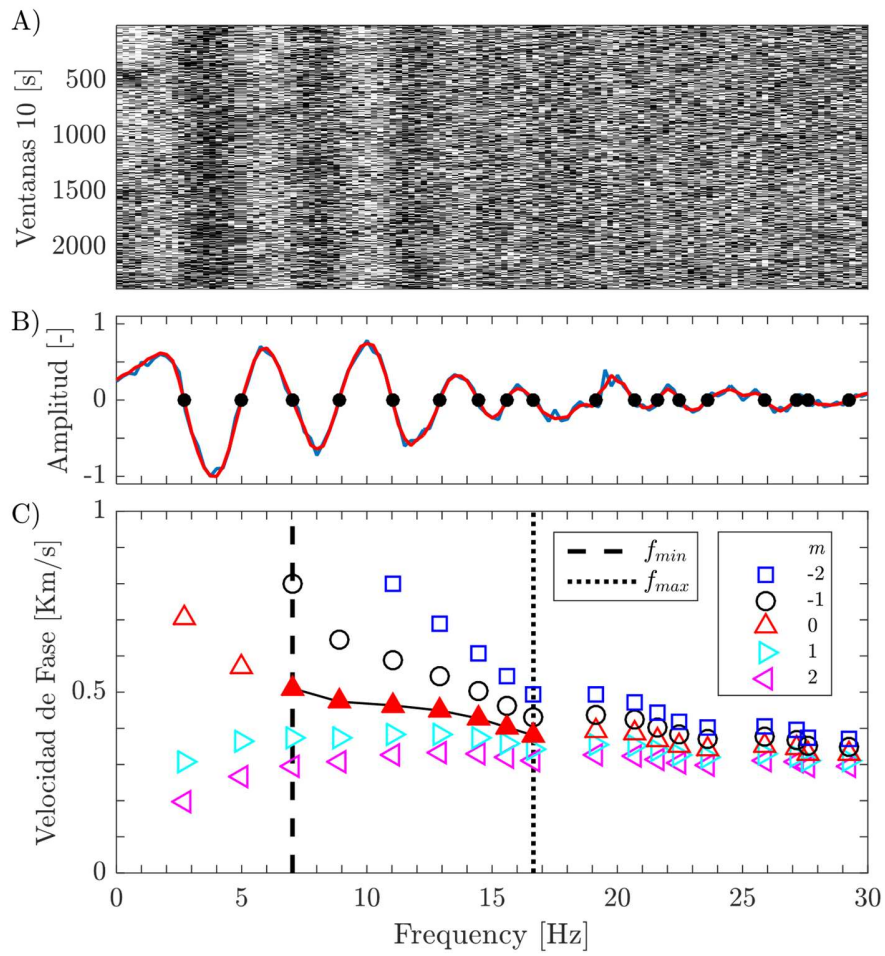 A)
Ventanas 10 [s]
500
1000
1500
2000
B)
Amplitud [-]
1
0
-1
C)
Velocidad de Fase [Km/s]
1
0.5
0
f_min
f_max
m
-2
-1
0
1
2
0 5 10 15 20 25 30
Frequency [Hz]